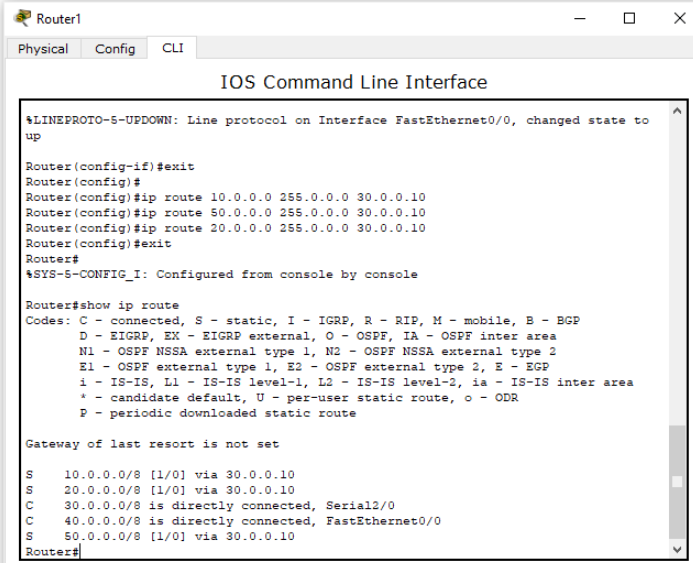 Router1
Physical Config CLI
IOS Command Line Interface
%LINEPROTO-5-UPDOWN: Line protocol on Interface FastEthernet0/0, changed state to
up
Router(config-if)#exit
Router(config)#
Router(config)#ip route 10.0.0.0 255.0.0.0 30.0.0.10
Router(config)#ip route 50.0.0.0 255.0.0.0 30.0.0.10
Router(config)#ip route 20.0.0.0 255.0.0.0 30.0.0.10
Router(config)#exit
Router#
%SYS-5-CONFIG_I: Configured from console by console
Router#show ip route
Codes: C - connected, S - static, I - IGRP, R - RIP, M - mobile, B - BGP
D - EIGRP, EX - EIGRP external, O - OSPF, IA - OSPF inter area
N1 - OSPF NSSA external type 1, N2 - OSPF NSSA external type 2
E1 - OSPF external type 1, E2 - OSPF external type 2, E - EGP
i - IS-IS, L1 - IS-IS level-1, L2 - IS-IS level-2, ia - IS-IS inter area
* - candidate default, U - per-user static route, o - ODR
P - periodic downloaded static route
Gateway of last resort is not set
S 10.0.0.0/8 [1/0] via 30.0.0.10
S 20.0.0.0/8 [1/0] via 30.0.0.10
C 30.0.0.0/8 is directly connected, Serial2/0
C 40.0.0.0/8 is directly connected, FastEthernet0/0
S 50.0.0.0/8 [1/0] via 30.0.0.10
Router#